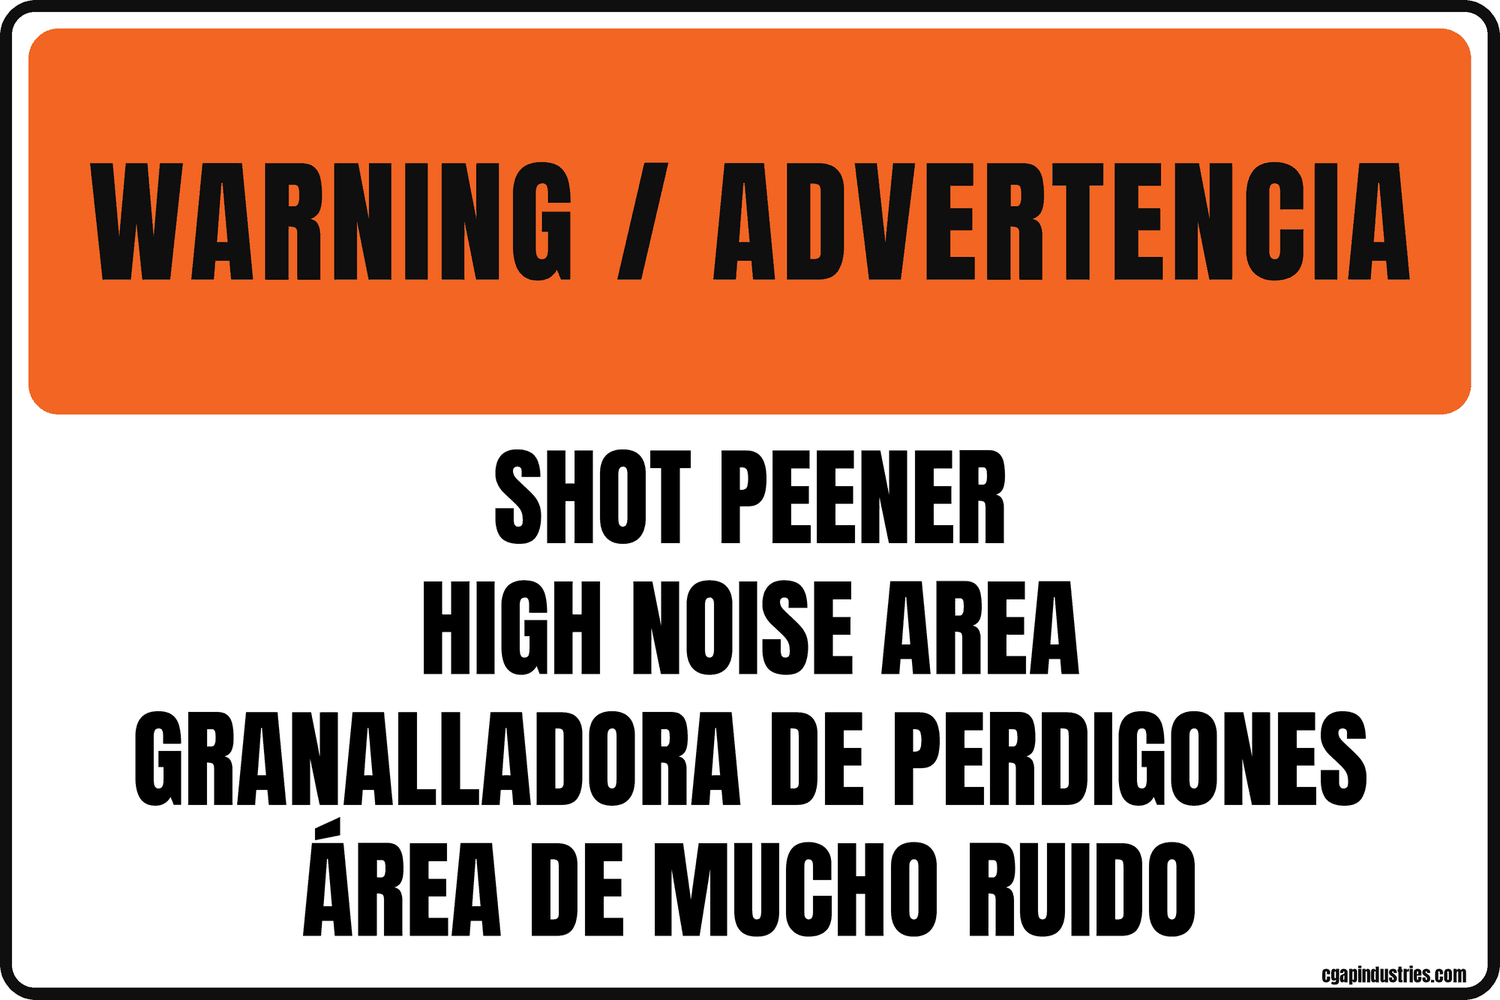 WARNING / ADVERTENCIA
SHOT PEENER
HIGH NOISE AREA
GRANALLADORA DE PERDIGONES
ÁREA DE MUCHO RUIDO
cgapindustries.com